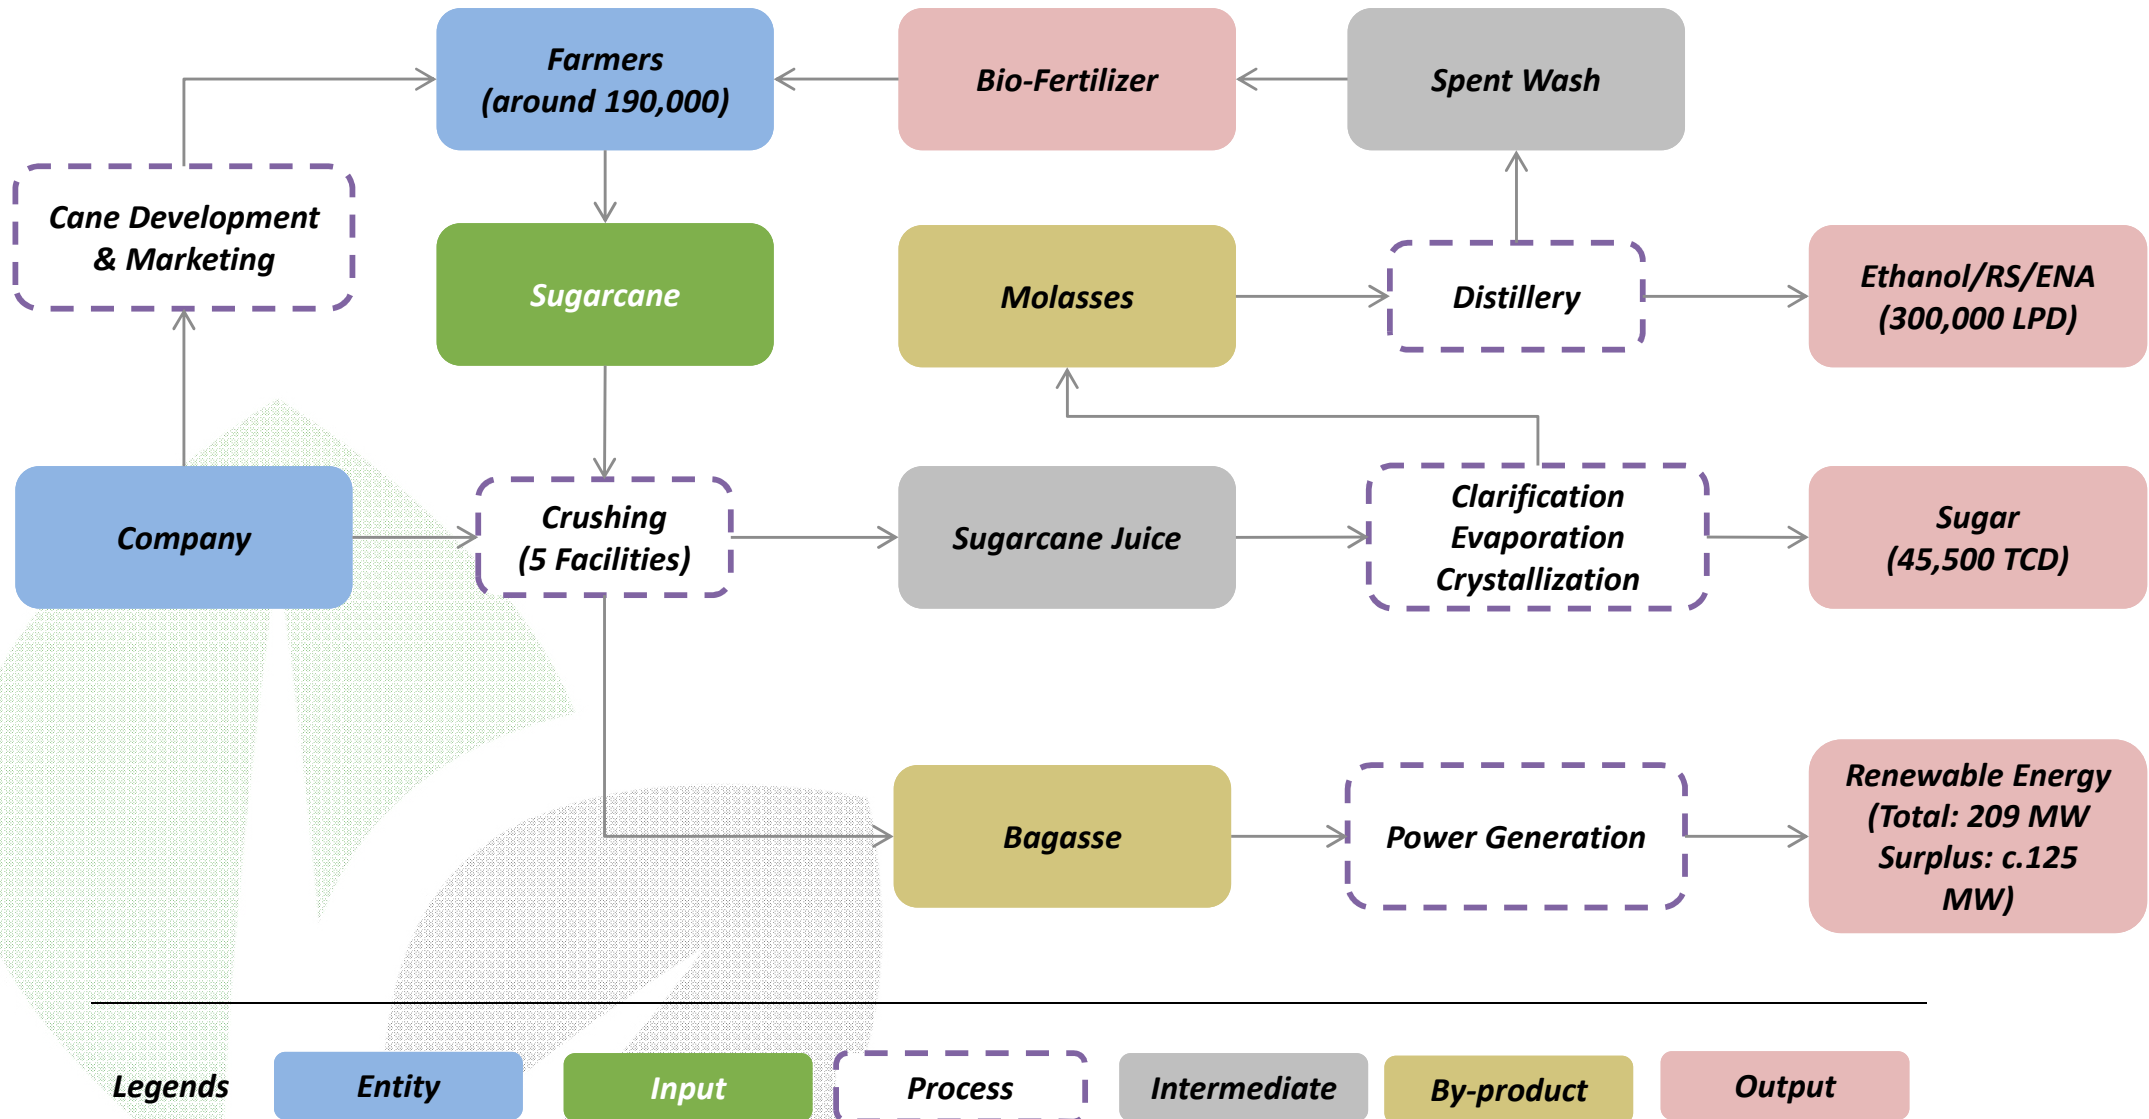 Farmers
(around 190,000)
Bio-Fertilizer
Spent Wash
Cane Development
& Marketing
Sugarcane
Molasses
Distillery
Ethanol/RS/ENA
(300,000 LPD)
Company
Crushing
(5 Facilities)
Sugarcane Juice
Clarification
Evaporation
Crystallization
Sugar
(45,500 TCD)
Bagasse
Power Generation
Renewable Energy
(Total: 209 MW
Surplus: c.125
MW)
Legends
Entity
Input
Process
Intermediate
By-product
Output